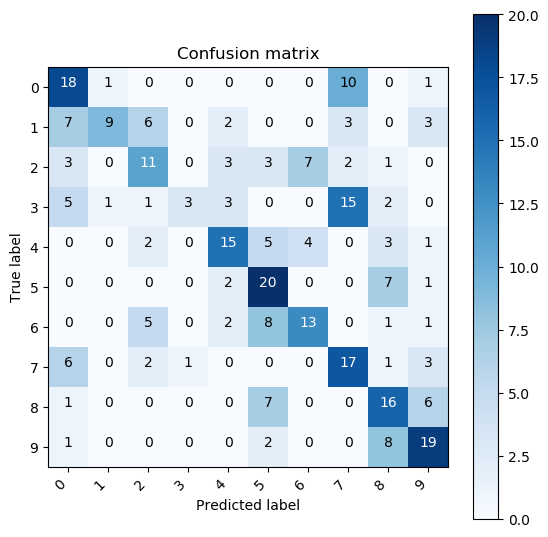 Confusion matrix
0 18 1 0 0 0 0 0 10 0 1
1 7 9 6 0 2 0 0 3 0 3
2 3 0 11 0 3 3 7 2 1 0
3 5 1 1 3 3 0 0 15 2 0
4 0 0 2 0 15 5 4 0 3 1
5 0 0 0 0 2 20 0 0 7 1
6 0 0 5 0 2 8 13 0 1 1
7 6 0 2 1 0 0 0 17 1 3
8 1 0 0 0 0 7 0 0 16 6
9 1 0 0 0 0 2 0 0 8 19
0 1 2 3 4 5 6 7 8 9
True label
Predicted label
20.0
17.5
15.0
12.5
10.0
7.5
5.0
2.5
0.0